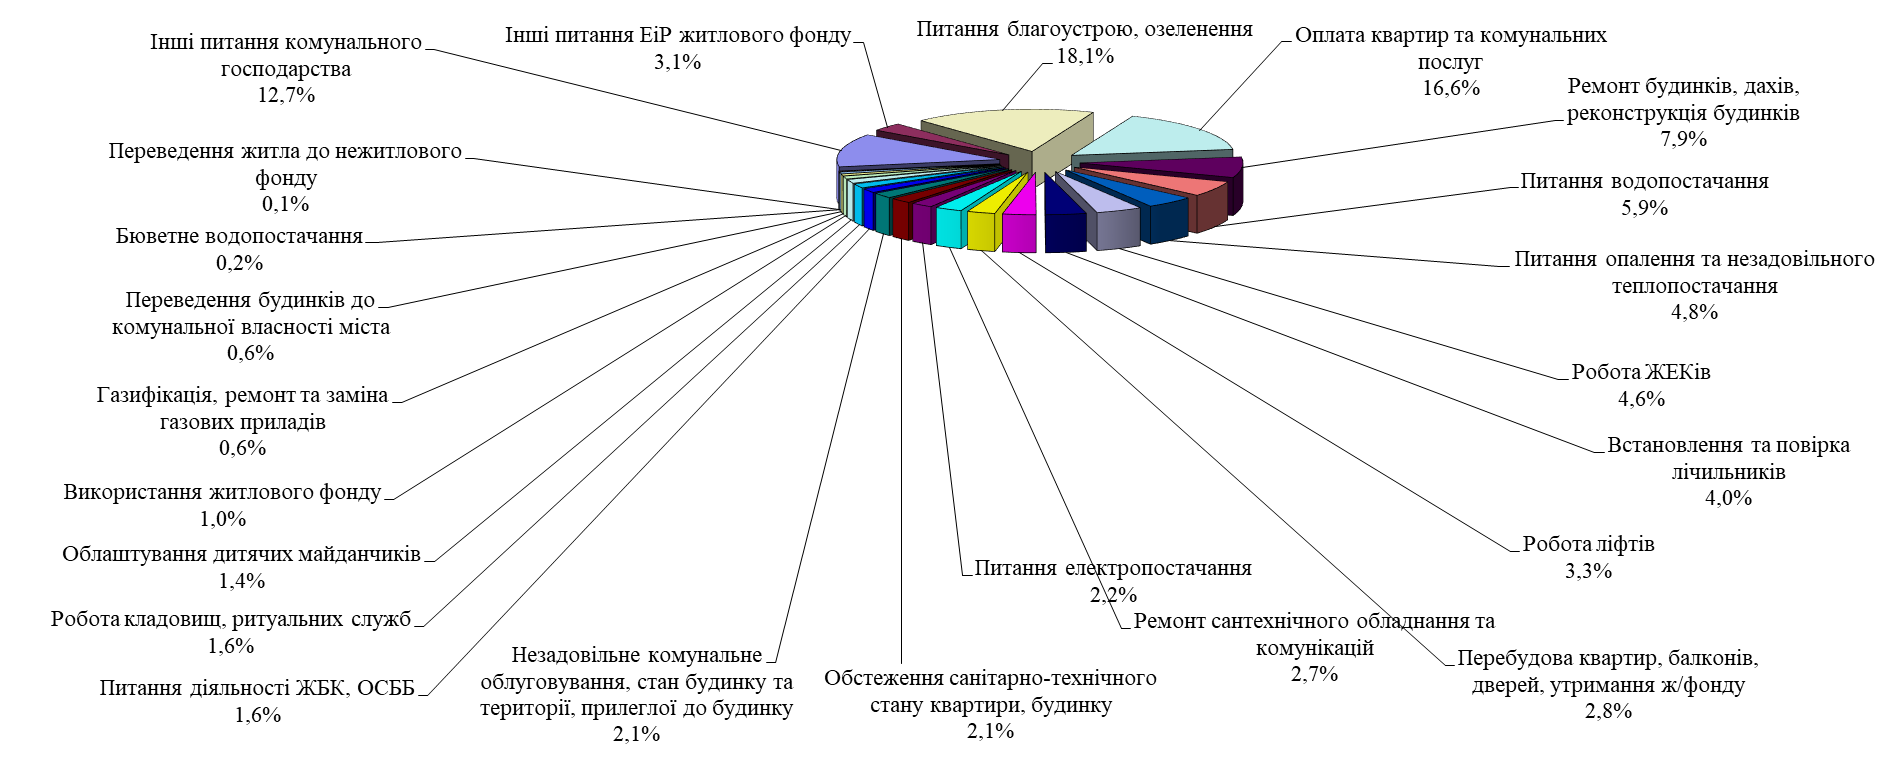 Питання благоустрою, озеленення
18,1%
Оплата квартир та комунальних
послуг
16,6%
Ремонт будинків, дахів,
реконструкція будинків
7,9%
Питання водопостачання
5,9%
Питання опалення та незадовільного
теплопостачання
4,8%
Робота ЖЕКів
4,6%
Встановлення та повірка
лічильників
4,0%
Робота ліфтів
3,3%
Перебудова квартир, балконів,
дверей, утримання ж/фонду
2,8%
Ремонт сантехнічного обладнання та
комунікацій
2,7%
Питання електропостачання
2,2%
Обстеження санітарно-технічного
стану квартири, будинку
2,1%
Незадовільне комунальне
облуговування, стан будинку та
території, прилеглої до будинку
2,1%
Питання діяльності ЖБК, ОСББ
1,6%
Робота кладовищ, ритуальних служб
1,6%
Облаштування дитячих майданчиків
1,4%
Використання житлового фонду
1,0%
Газифікація, ремонт та заміна
газових приладів
0,6%
Переведення будинків до
комунальної власності міста
0,6%
Бюветне водопостачання
0,2%
Переведення житла до нежитлового
фонду
0,1%
Інші питання комунального
господарства
12,7%
Інші питання ЕіР житлового фонду
3,1%